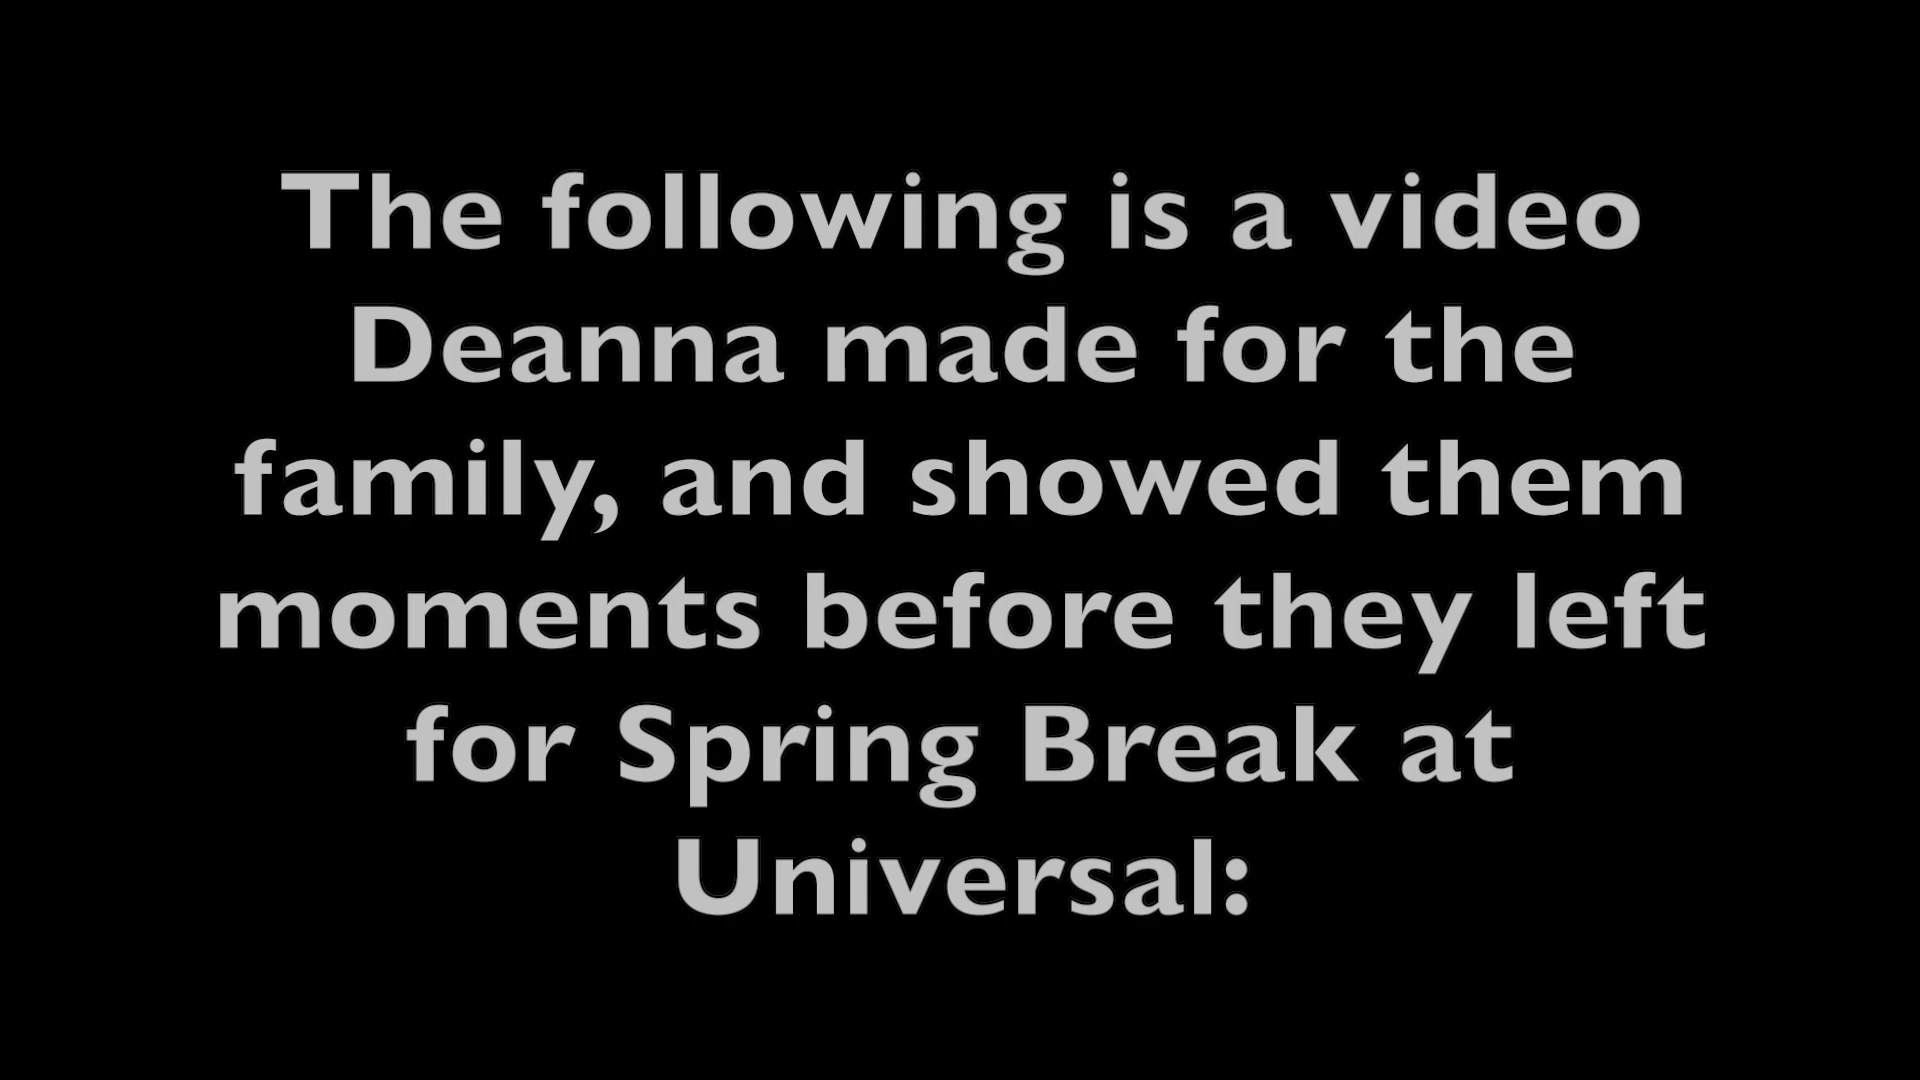 The following is a video
Deanna made for the
family, and showed them
moments before they left
for Spring Break at
Universal: